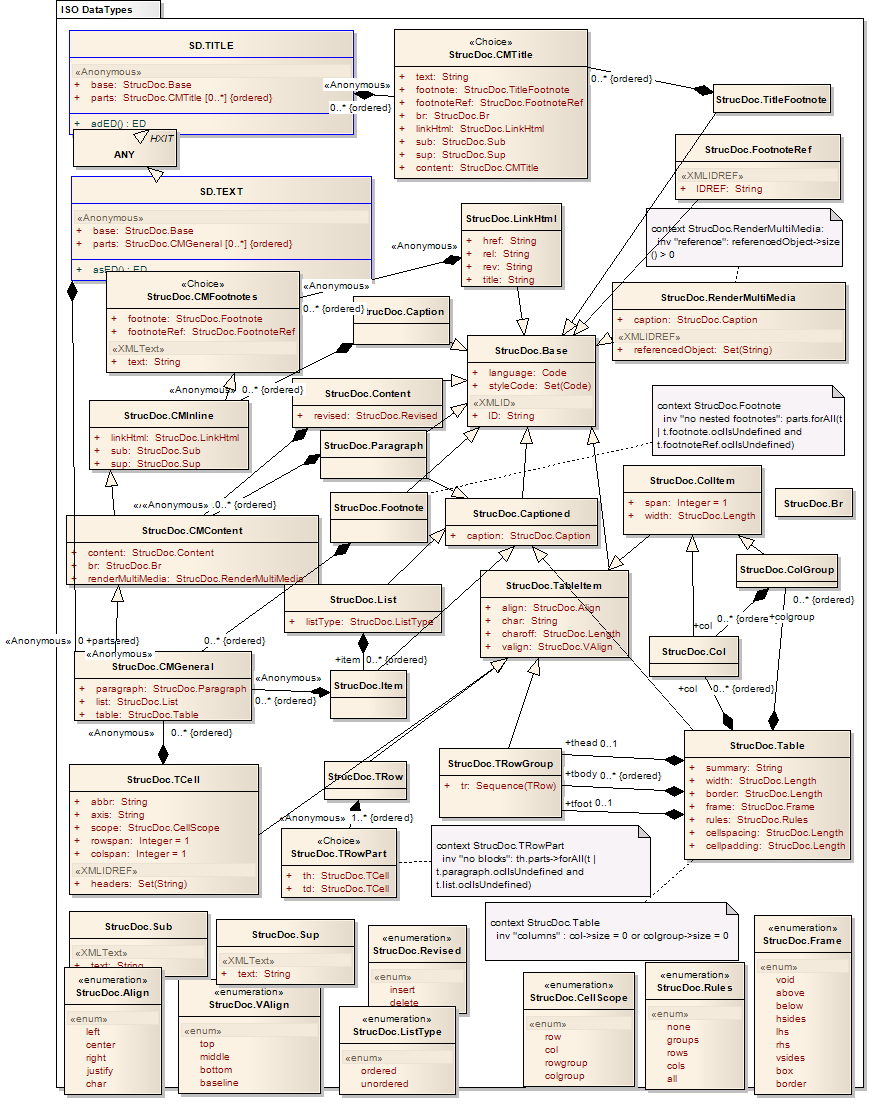 ISO DataTypes
SD.TITLE
«Anonymous»
+ base: StrucDoc.Base
+ parts: StrucDoc.CMTitle [0..*] {ordered}
+ adED() : ED
HXIT
ANY
«Choice»
StrucDoc.CMTitle
+ text: String
+ footnote: StrucDoc.TitleFootnote
+ footnoteRef: StrucDoc.FootnoteRef
+ br: StrucDoc.Br
+ linkHtml: StrucDoc.LinkHtml
+ sub: StrucDoc.Sub
+ sup: StrucDoc.Sup
+ content: StrucDoc.CMTitle
«Anonymous»
0..* {ordered}
0..* {ordered}
StrucDoc.TitleFootnote
StrucDoc.FootnoteRef
«XMLIDREF»
+ IDREF: String
SD.TEXT
«Anonymous»
+ base: StrucDoc.Base
+ parts: StrucDoc.CMGeneral [0..*] {ordered}
+ asED() : ED
StrucDoc.LinkHtml
+ href: String
+ rel: String
+ rev: String
+ title: String
«Anonymous»
context StrucDoc.RenderMultiMedia:
inv "reference": referencedObject->size
() > 0
«Choice»
StrucDoc.CMFootnotes
+ footnote: StrucDoc.Footnote
+ footnoteRef: StrucDoc.FootnoteRef
«XMLText»
+ text: String
«Anonymous»
0..* {ordered}
StrucDoc.RenderMultiMedia
+ caption: StrucDoc.Caption
«XMLIDREF»
+ referencedObject: Set(String)
trucDoc.Caption
StrucDoc.Base
+ language: Code
+ styleCode: Set(Code)
«XMLID»
+ ID: String
«Anonymous» 0..* {ordered}
StrucDoc.Content
+ revised: StrucDoc.Revised
StrucDoc.CMInline
+ linkHtml: StrucDoc.LinkHtml
+ sub: StrucDoc.Sub
+ sup: StrucDoc.Sup
context StrucDoc.Footnote
inv "no nested footnotes": parts.forAll(t
| t.footnote.oclIsUndefined and
t.footnoteRef.oclIsUndefined)
StrucDoc.Paragraph
StrucDoc.ColItem
+ span: Integer = 1
+ width: StrucDoc.Length
StrucDoc.Br
«Anonymous» 0..* {ordered}
StrucDoc.Footnote
StrucDoc.Captioned
+ caption: StrucDoc.Caption
StrucDoc.CMContent
+ content: StrucDoc.Content
+ br: StrucDoc.Br
+ renderMultiMedia: StrucDoc.RenderMultiMedia
StrucDoc.ColGroup
StrucDoc.TableItem
+ align: StrucDoc.Align
+ char: String
+ charoff: StrucDoc.Length
+ valign: StrucDoc.VAlign
StrucDoc.List
+ listType: StrucDoc.ListType
0..* {ordered}
+col
0..* {ordere
+colgroup
«Anonymous»
+parts
0..* {ordered}
«Anonymous»
StrucDoc.CMGeneral
+ paragraph: StrucDoc.Paragraph
+ list: StrucDoc.List
+ table: StrucDoc.Table
+item 0..* {ordered}
StrucDoc.Col
StrucDoc.Item
«Anonymous»
0..* {ordered}
+col 0..* {ordered}
«Anonymous» 0..* {ordered}
StrucDoc.TCell
+ abbr: String
+ axis: String
+ scope: StrucDoc.CellScope
+ rowspan: Integer = 1
+ colspan: Integer = 1
«XMLIDREF»
+ headers: Set(String)
StrucDoc.TRow
StrucDoc.TRowGroup
+ tr: Sequence(TRow)
+thead 0..1
+tbody 0..* {ordered}
+tfoot 0..1
StrucDoc.Table
+ summary: String
+ width: StrucDoc.Length
+ border: StrucDoc.Length
+ frame: StrucDoc.Frame
+ rules: StrucDoc.Rules
+ cellspacing: StrucDoc.Length
+ cellpadding: StrucDoc.Length
«Anonymous» 1..* {ordered}
«Choice»
StrucDoc.TRowPart
+ th: StrucDoc.TCell
+ td: StrucDoc.TCell
context StrucDoc.TRowPart
inv "no blocks": th.parts->forAll(t |
t.paragraph.oclIsUndefined and
t.list.oclIsUndefined)
context StrucDoc.Table
inv "columns" : col->size = 0 or colgroup->size = 0
StrucDoc.Sub
«XMLText»
+ text: String
StrucDoc.Sup
«XMLText»
+ text: String
«enumeration»
StrucDoc.Revised
«enum»
insert
delete
«enumeration»
StrucDoc.Frame
«enum»
void
above
below
hsides
lhs
rhs
vsides
box
border
«enumeration»
StrucDoc.Align
«enum»
left
center
right
justify
char
«enumeration»
StrucDoc.VAlign
«enum»
top
middle
bottom
baseline
«enumeration»
StrucDoc.ListType
«enum»
ordered
unordered
«enumeration»
StrucDoc.CellScope
«enum»
row
col
rowgroup
colgroup
«enumeration»
StrucDoc.Rules
«enum»
none
groups
rows
cols
all